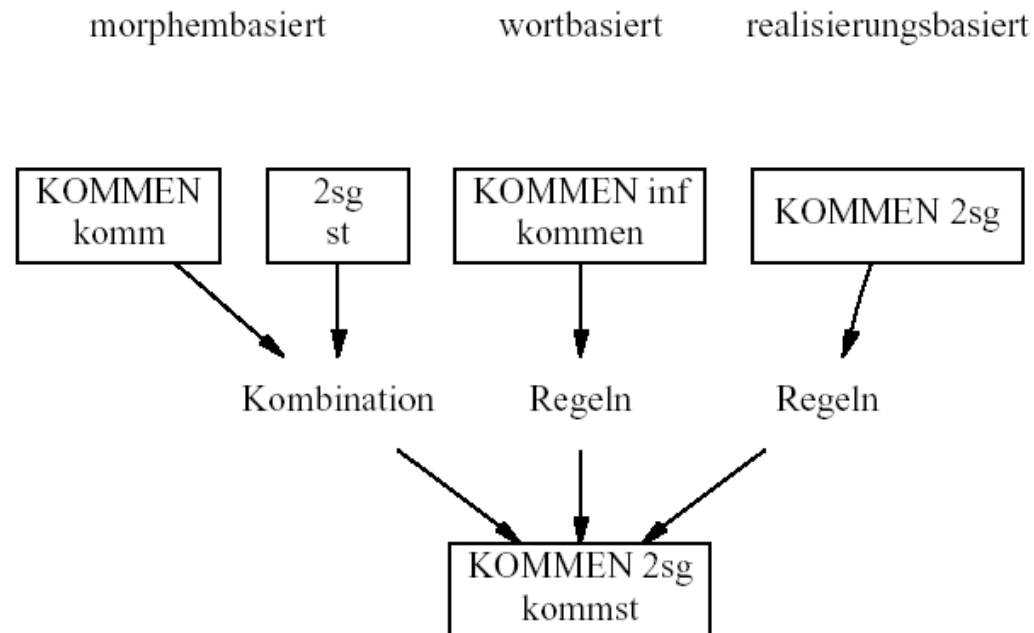 morphembasiert wortbasiert realisierungsbasiert
KOMMEN 2sg KOMMEN inf KOMMEN 2sg
komm st kommen
Kombination Regeln Regeln
KOMMEN 2sg
kommst